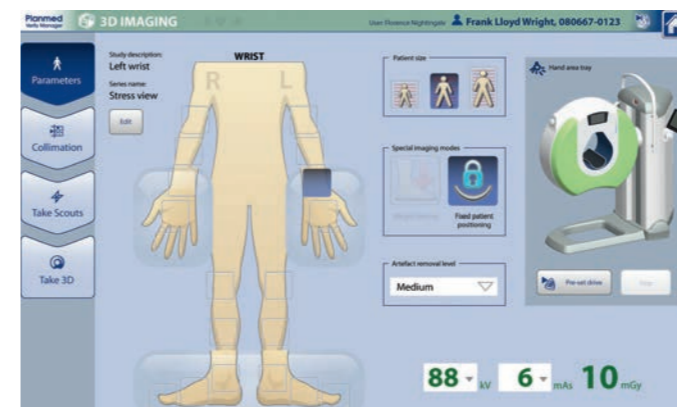 Planmed
Verity Manager
3D IMAGING
User Florence Nightingale
Frank Lloyd Wright, 080667-0123
Parameters
Collimation
Take Scouts
Take 3D
Study description:
Left wrist
Series name:
Stress view
Edit
WRIST
R
L
Patient size
Special imaging modes
Fixed patient
positioning
Artefact removal level
Medium
Hand area tray
Pre-set drive
88 kV
6 mAs
10 mGy